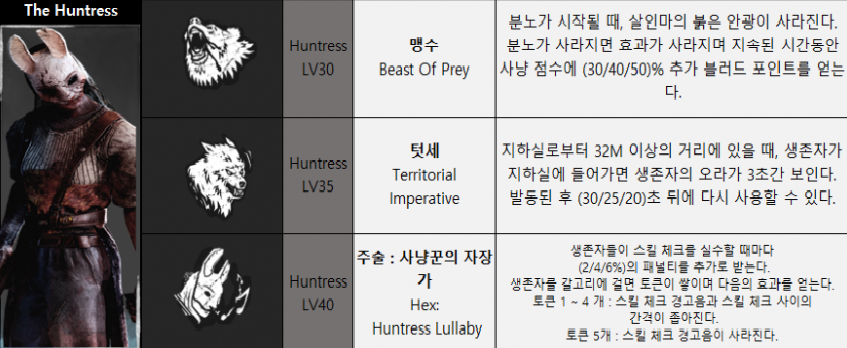 The Huntress
Huntress
LV30
맹수
Beast Of Prey
분노가 시작될 때, 살인마의 붉은 안광이 사라진다.
분노가 사라지면 효과가 사라지며 지속된 시간동안
사냥 점수에 (30/40/50)% 추가 블러드 포인트를 얻는
다.
Huntress
LV35
텃세
Territorial
Imperative
지하실로부터 32M 이상의 거리에 있을 때, 생존자가
지하실에 들어가면 생존자의 오라가 3초간 보인다.
발동된 후 (30/25/20)초 뒤에 다시 사용할 수 있다.
Huntress
LV40
주술 : 사냥꾼의 자장
가
Hex:
Huntress Lullaby
생존자들이 스킬 체크를 실수할 때마다
(2/4/6%)의 패널티를 추가로 받는다.
생존자를 갈고리에 걸면 토큰이 쌓이며 다음의 효과를 얻는다.
토큰 1 ~ 4 개 : 스킬 체크 경고음과 스킬 체크 사이의
간격이 좁아진다.
토큰 5개 : 스킬 체크 경고음이 사라진다.